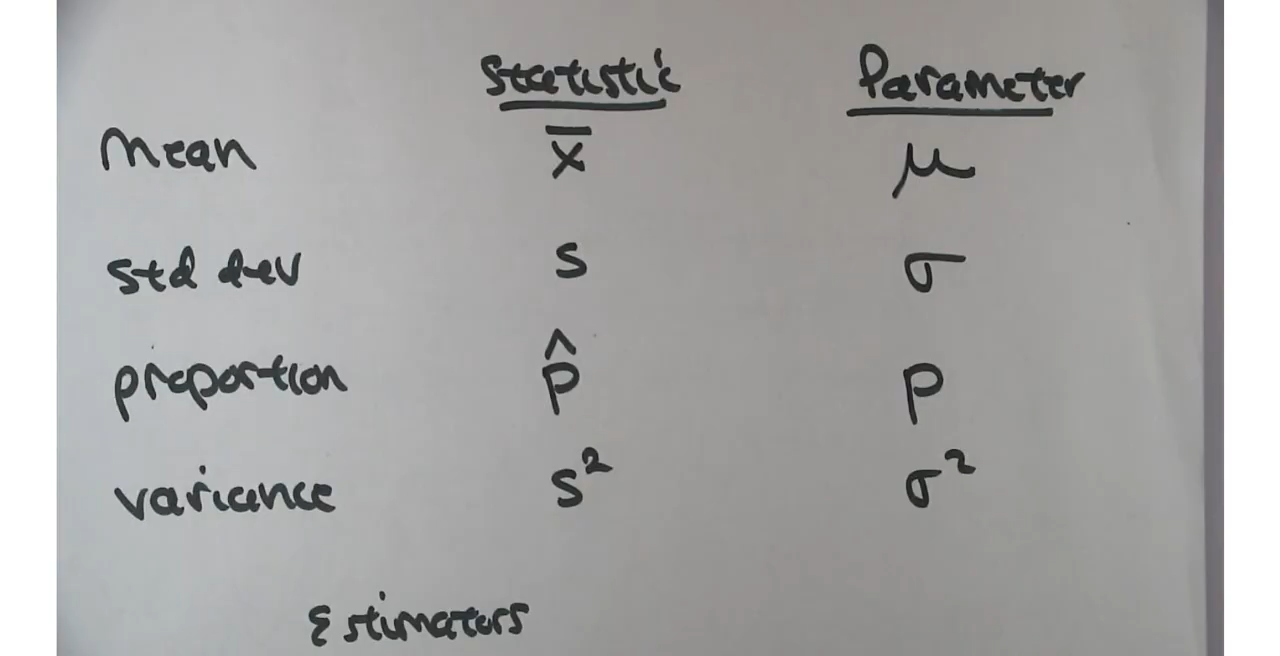 Statistic Parameter
Mean x̄ μ
std dev s σ
proportion p̂ p
variance s² σ²
Estimators